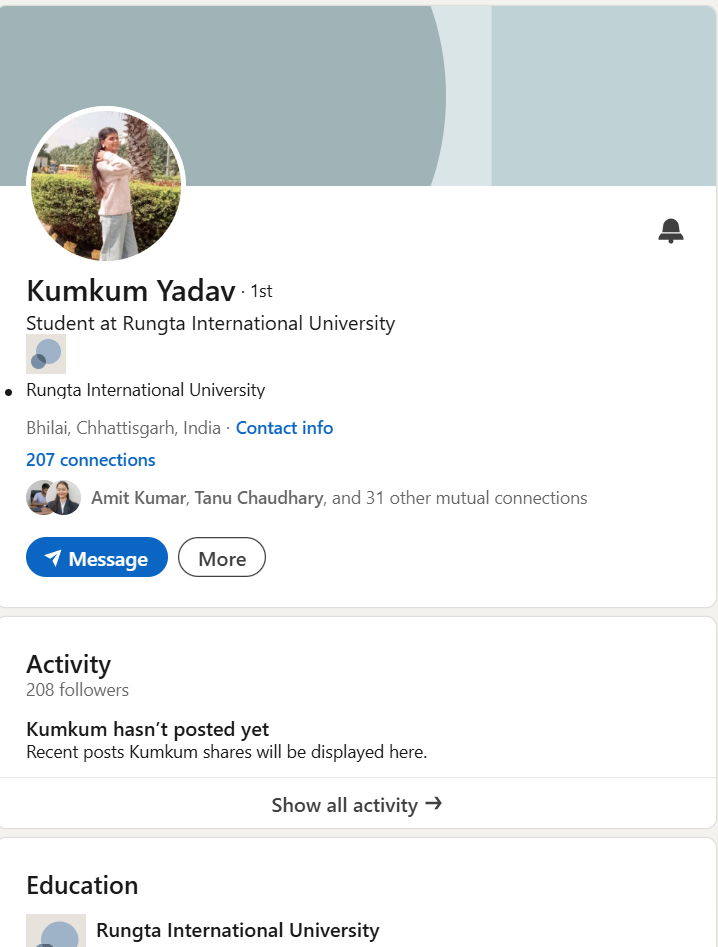 Kumkum Yadav · 1st
Student at Rungta International University
• Rungta International University
Bhilai, Chhattisgarh, India · Contact info
207 connections
Amit Kumar, Tanu Chaudhary, and 31 other mutual connections
Message More
Activity
208 followers
Kumkum hasn’t posted yet
Recent posts Kumkum shares will be displayed here.
Show all activity →
Education
Rungta International University